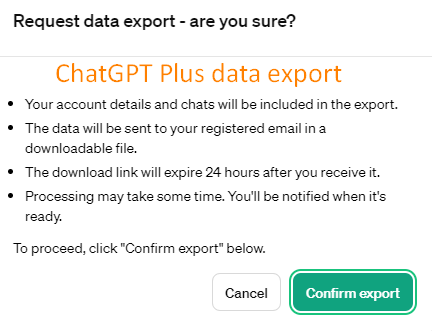 Request data export - are you sure?
ChatGPT Plus data export
• Your account details and chats will be included in the export.
• The data will be sent to your registered email in a
downloadable file.
• The download link will expire 24 hours after you receive it.
• Processing may take some time. You'll be notified when it's
ready.
To proceed, click "Confirm export" below.
Cancel
Confirm export